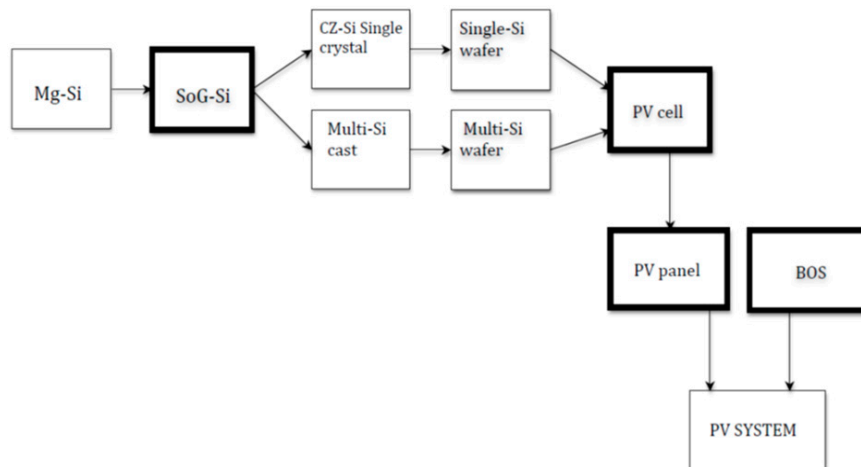 Mg-Si
SoG-Si
CZ-Si Single
crystal
Single-Si
wafer
Multi-Si
cast
Multi-Si
wafer
PV cell
PV panel
BOS
PV SYSTEM